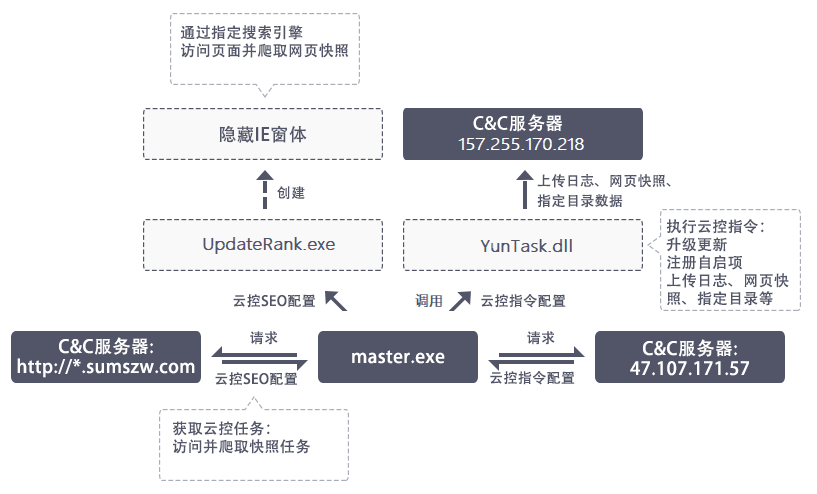 通过指定搜索引擎
访问页面并爬取网页快照
隐藏IE窗体
C&C服务器
157.255.170.218
创建
上传日志、网页快照、
指定目录数据
UpdateRank.exe
YunTask.dll
执行云控指令：
升级更新
注册自启项
上传日志、网页快
照、指定目录等
云控SEO配置
调用
云控指令配置
C&C服务器:
http://*.sumszw.com
请求
云控SEO配置
master.exe
请求
云控指令配置
C&C服务器:
47.107.171.57
获取云控任务：
访问并爬取快照任务